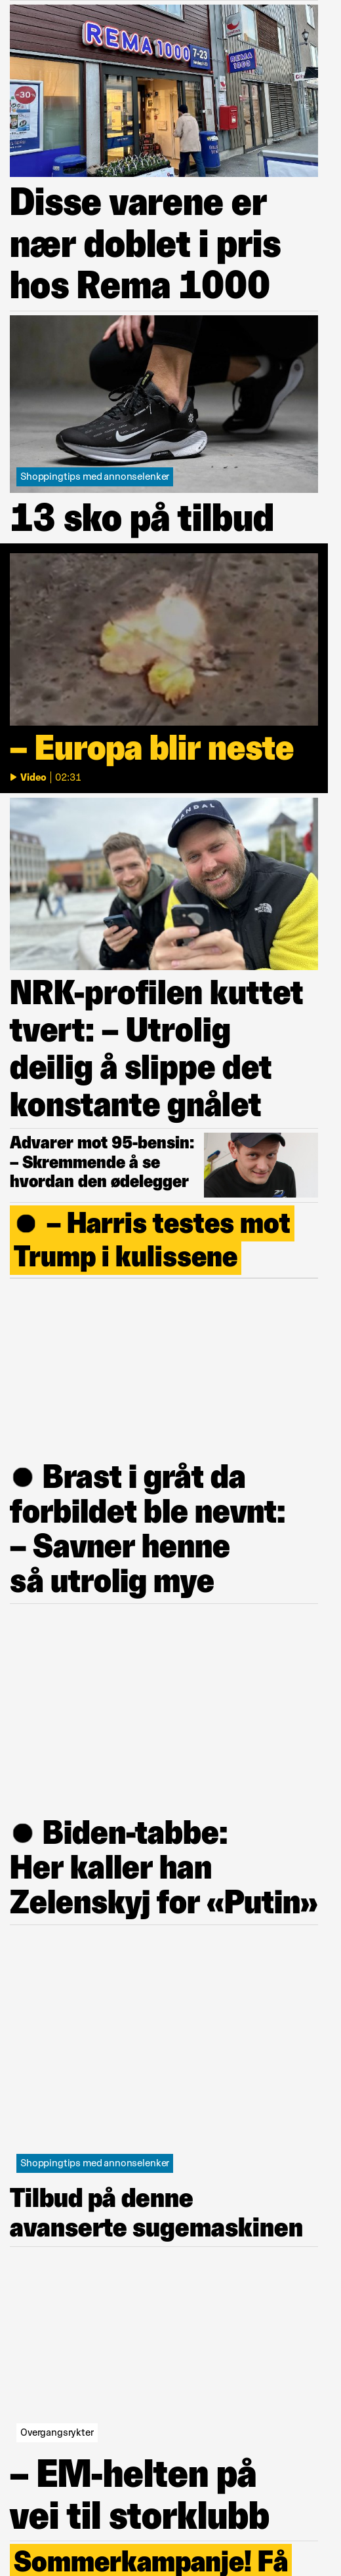 REMA 1000
7-23
REMA
1000
-30-
Disse varene er
nær doblet i pris
hos Rema 1000
Shoppingtips med annonselenker
13 sko på tilbud
– Europa blir neste
Video | 02:31
MANDAL
THE NORTH FACE
NRK-profilen kuttet
tvert: – Utrolig
deilig å slippe det
konstante gnålet
Advarer mot 95-bensin:
– Skremmende å se
hvordan den ødelegger
– Harris testes mot
Trump i kulissene
Brast i gråt da
forbildet ble nevnt:
– Savner henne
så utrolig mye
Biden-tabbe:
Her kaller han
Zelenskyj for «Putin»
Shoppingtips med annonselenker
Tilbud på denne
avanserte sugemaskinen
Overgangsrykter
– EM-helten på
vei til storklubb
Sommerkampanje! Få